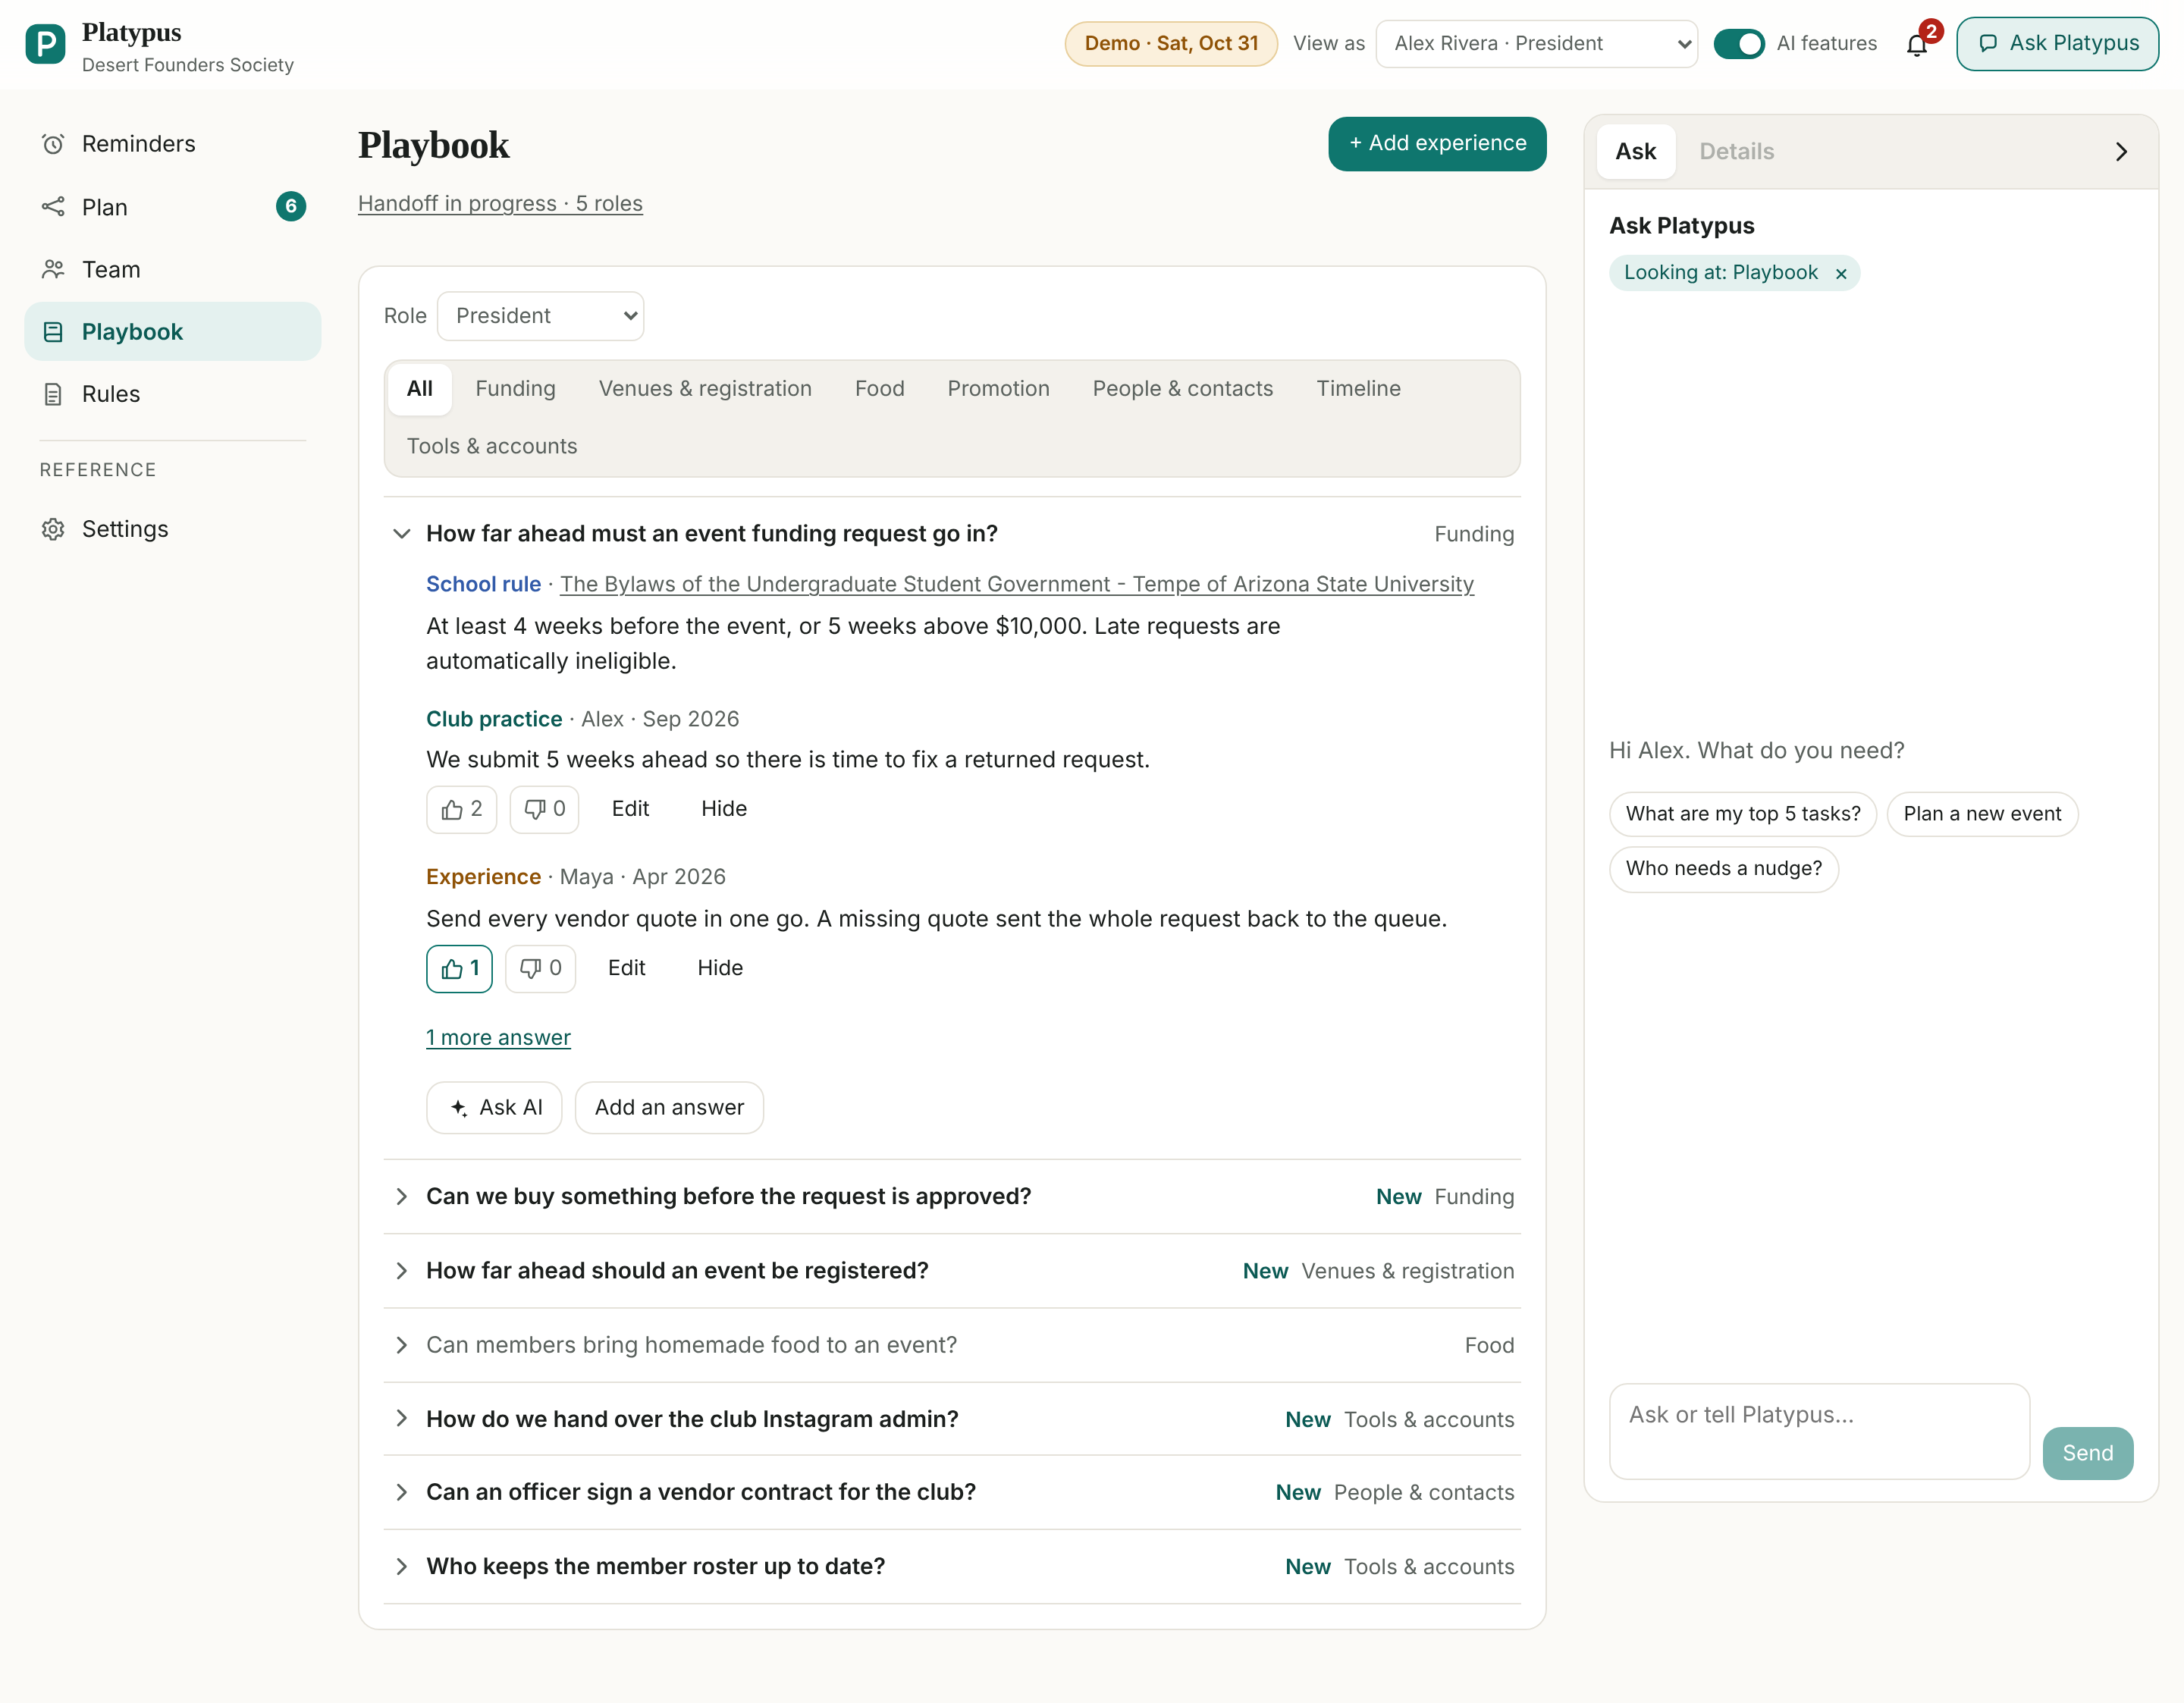 P
Platypus
Desert Founders Society
Demo · Sat, Oct 31
View as
Alex Rivera · President
AI features
2
Ask Platypus
Reminders
Plan
6
Team
Playbook
Rules
REFERENCE
Settings
Playbook
+ Add experience
Handoff in progress · 5 roles
Role
President
All
Funding
Venues & registration
Food
Promotion
People & contacts
Timeline
Tools & accounts
How far ahead must an event funding request go in?
Funding
School rule · The Bylaws of the Undergraduate Student Government - Tempe of Arizona State University
At least 4 weeks before the event, or 5 weeks above $10,000. Late requests are
automatically ineligible.
Club practice · Alex · Sep 2026
We submit 5 weeks ahead so there is time to fix a returned request.
2
0
Edit
Hide
Experience · Maya · Apr 2026
Send every vendor quote in one go. A missing quote sent the whole request back to the queue.
1
0
Edit
Hide
1 more answer
Ask AI
Add an answer
Can we buy something before the request is approved?
New Funding
How far ahead should an event be registered?
New Venues & registration
Can members bring homemade food to an event?
Food
How do we hand over the club Instagram admin?
New Tools & accounts
Can an officer sign a vendor contract for the club?
New People & contacts
Who keeps the member roster up to date?
New Tools & accounts
Ask
Details
Ask Platypus
Looking at: Playbook ×
Hi Alex. What do you need?
What are my top 5 tasks?
Plan a new event
Who needs a nudge?
Ask or tell Platypus...
Send